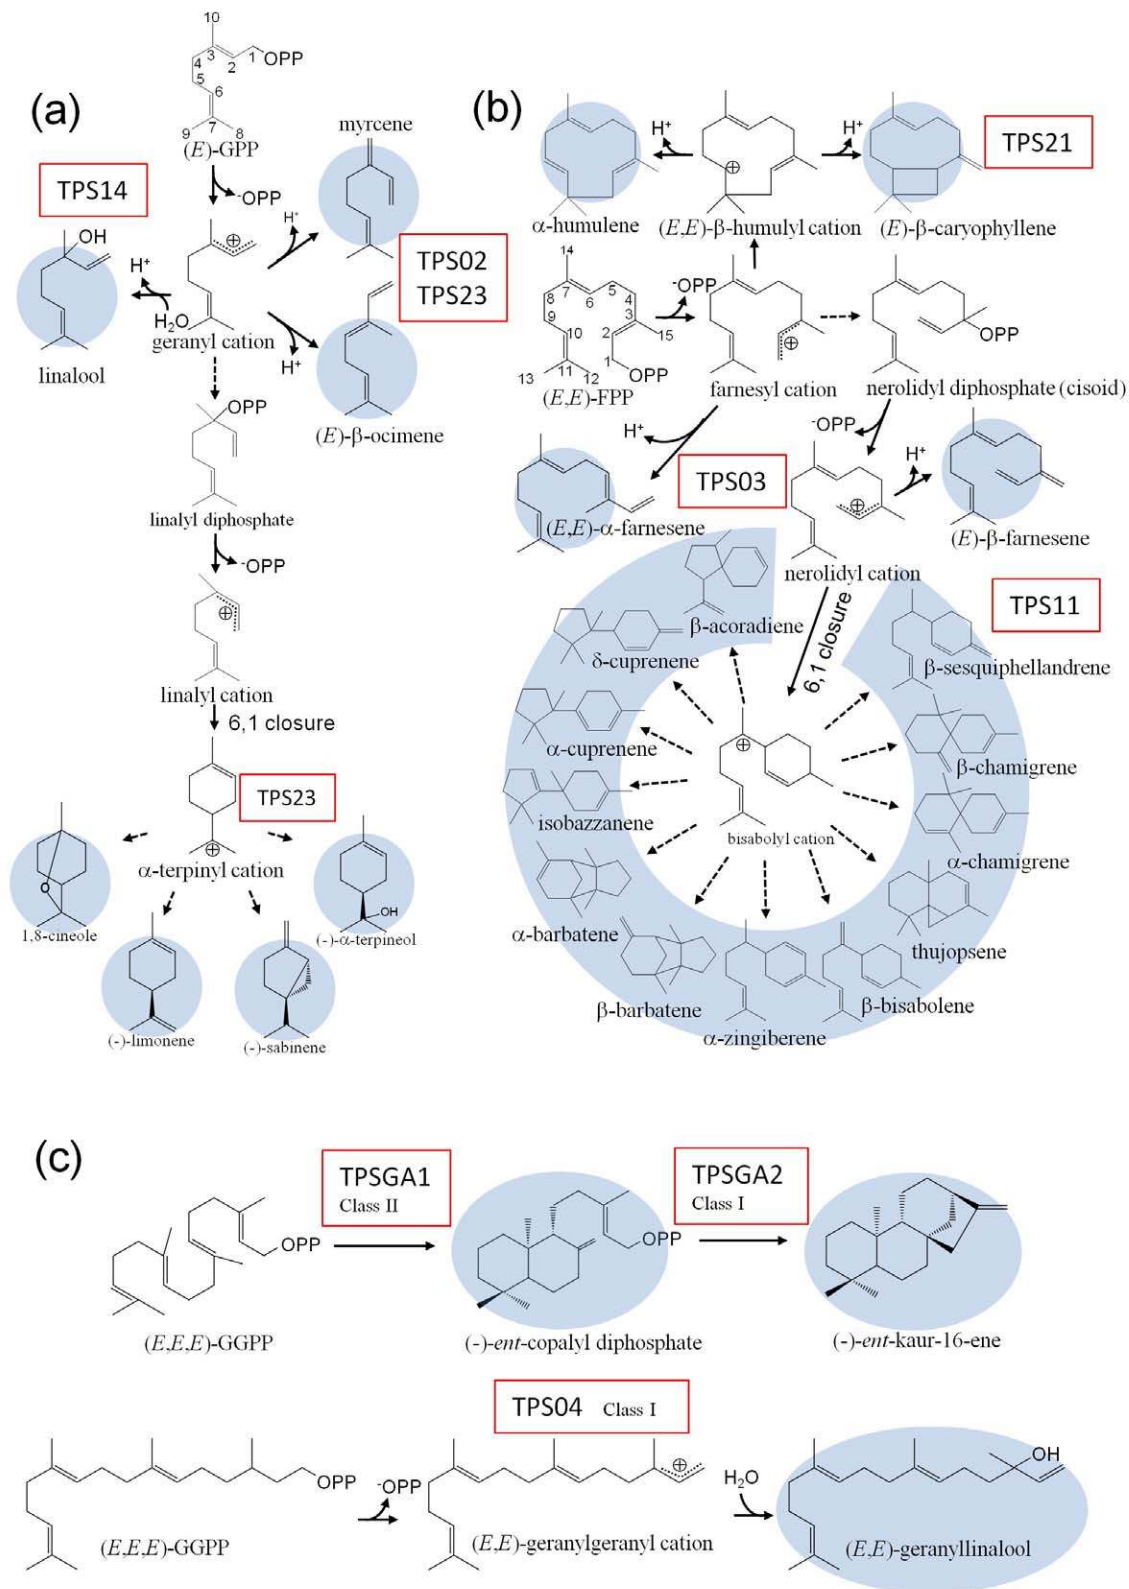 (a)
10
3
1
OPP
4
2
5
6
7
9
8
(E)-GPP
-OPP
TPS14
OH
H+
H2O
linalool
geranyl cation
H+
myrcene
TPS02
TPS23
H+
(E)-β-ocimene
OPP
linalyl diphosphate
-OPP
linalyl cation
6,1 closure
TPS23
α-terpinyl cation
O
1,8-cineole
OH
(-)-α-terpineol
(-)-limonene
(-)-sabinene
(b)
H+
H+
TPS21
α-humulene
(E,E)-β-humulyl cation
(E)-β-caryophyllene
14
7
5
8
6
4
9
3
10
2
15
11
1
13
12
OPP
(E,E)-FPP
-OPP
farnesyl cation
OPP
nerolidyl diphosphate (cisoid)
H+
-OPP
TPS03
(E,E)-α-farnesene
H+
nerolidyl cation
(E)-β-farnesene
6,1 closure
TPS11
β-acoradiene
β-sesquiphellandrene
δ-cuprenene
α-cuprenene
β-chamigrene
isobazzanene
bisabolyl cation
α-chamigrene
α-barbatene
thujopsene
β-barbatene
β-bisabolene
α-zingiberene
(c)
TPSGA1
Class II
TPSGA2
Class I
OPP
OPP
(E,E,E)-GGPP
(-)-ent-copalyl diphosphate
(-)-ent-kaur-16-ene
TPS04 Class I
OPP
-OPP
H2O
OH
(E,E,E)-GGPP
(E,E)-geranylgeranyl cation
(E,E)-geranyllinalool